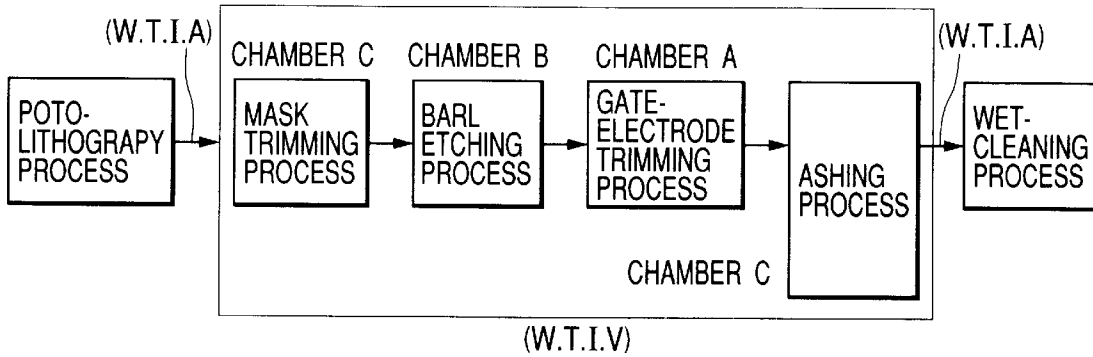 (W.T.I.A)
POTO-
LITHOGRAPY
PROCESS
CHAMBER C
MASK
TRIMMING
PROCESS
CHAMBER B
BARL
ETCHING
PROCESS
CHAMBER A
GATE-
ELECTRODE
TRIMMING
PROCESS
ASHING
PROCESS
CHAMBER C
(W.T.I.A)
WET-
CLEANING
PROCESS
(W.T.I.V)